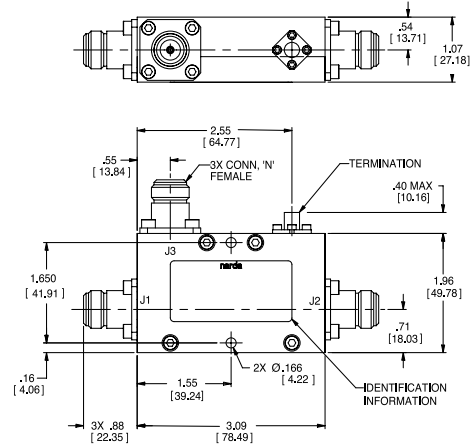 .54
[ 13.71]
1.07
[ 27.18]
2.55
[ 64.77]
.55
[ 13.84]
3X CONN, 'N'
FEMALE
TERMINATION
.40 MAX
[10.16]
J3
narda
1.650
[ 41.91]
J1
J2
1.96
[49.78]
.71
[18.03]
.16
[ 4.06]
2X Ø.166
[ 4.22 ]
1.55
[39.24]
IDENTIFICATION
INFORMATION
3X .88
[ 22.35]
3.09
[78.49]